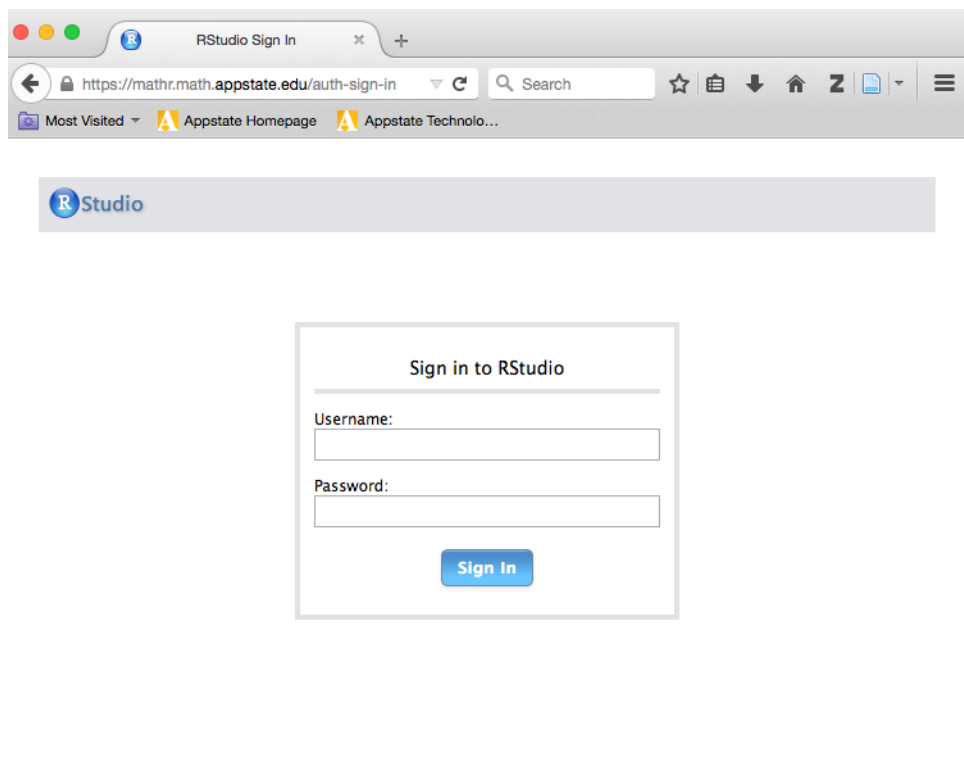 RStudio Sign In
https://mathr.math.appstate.edu/auth-sign-in
Search
Z
Most Visited
Appstate Homepage
Appstate Technolo...
R Studio
Sign in to RStudio
Username:
Password:
Sign In